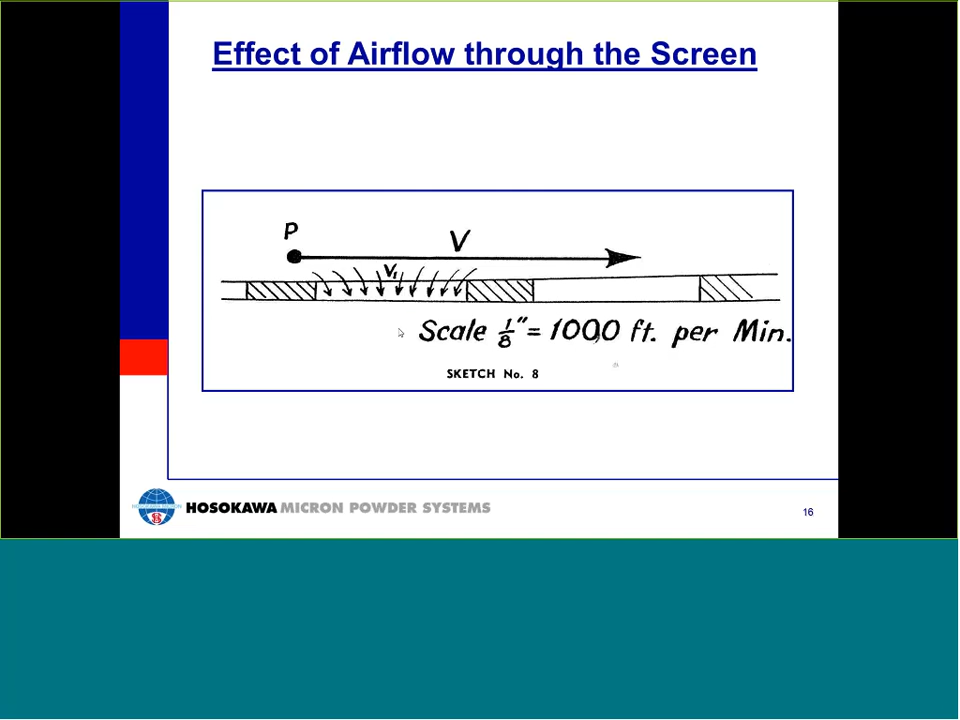 Effect of Airflow through the Screen
P
V
V₁
Scale 1/8" = 1000 ft. per Min.
SKETCH No. 8
HOSOKAWA MICRON POWDER SYSTEMS
16